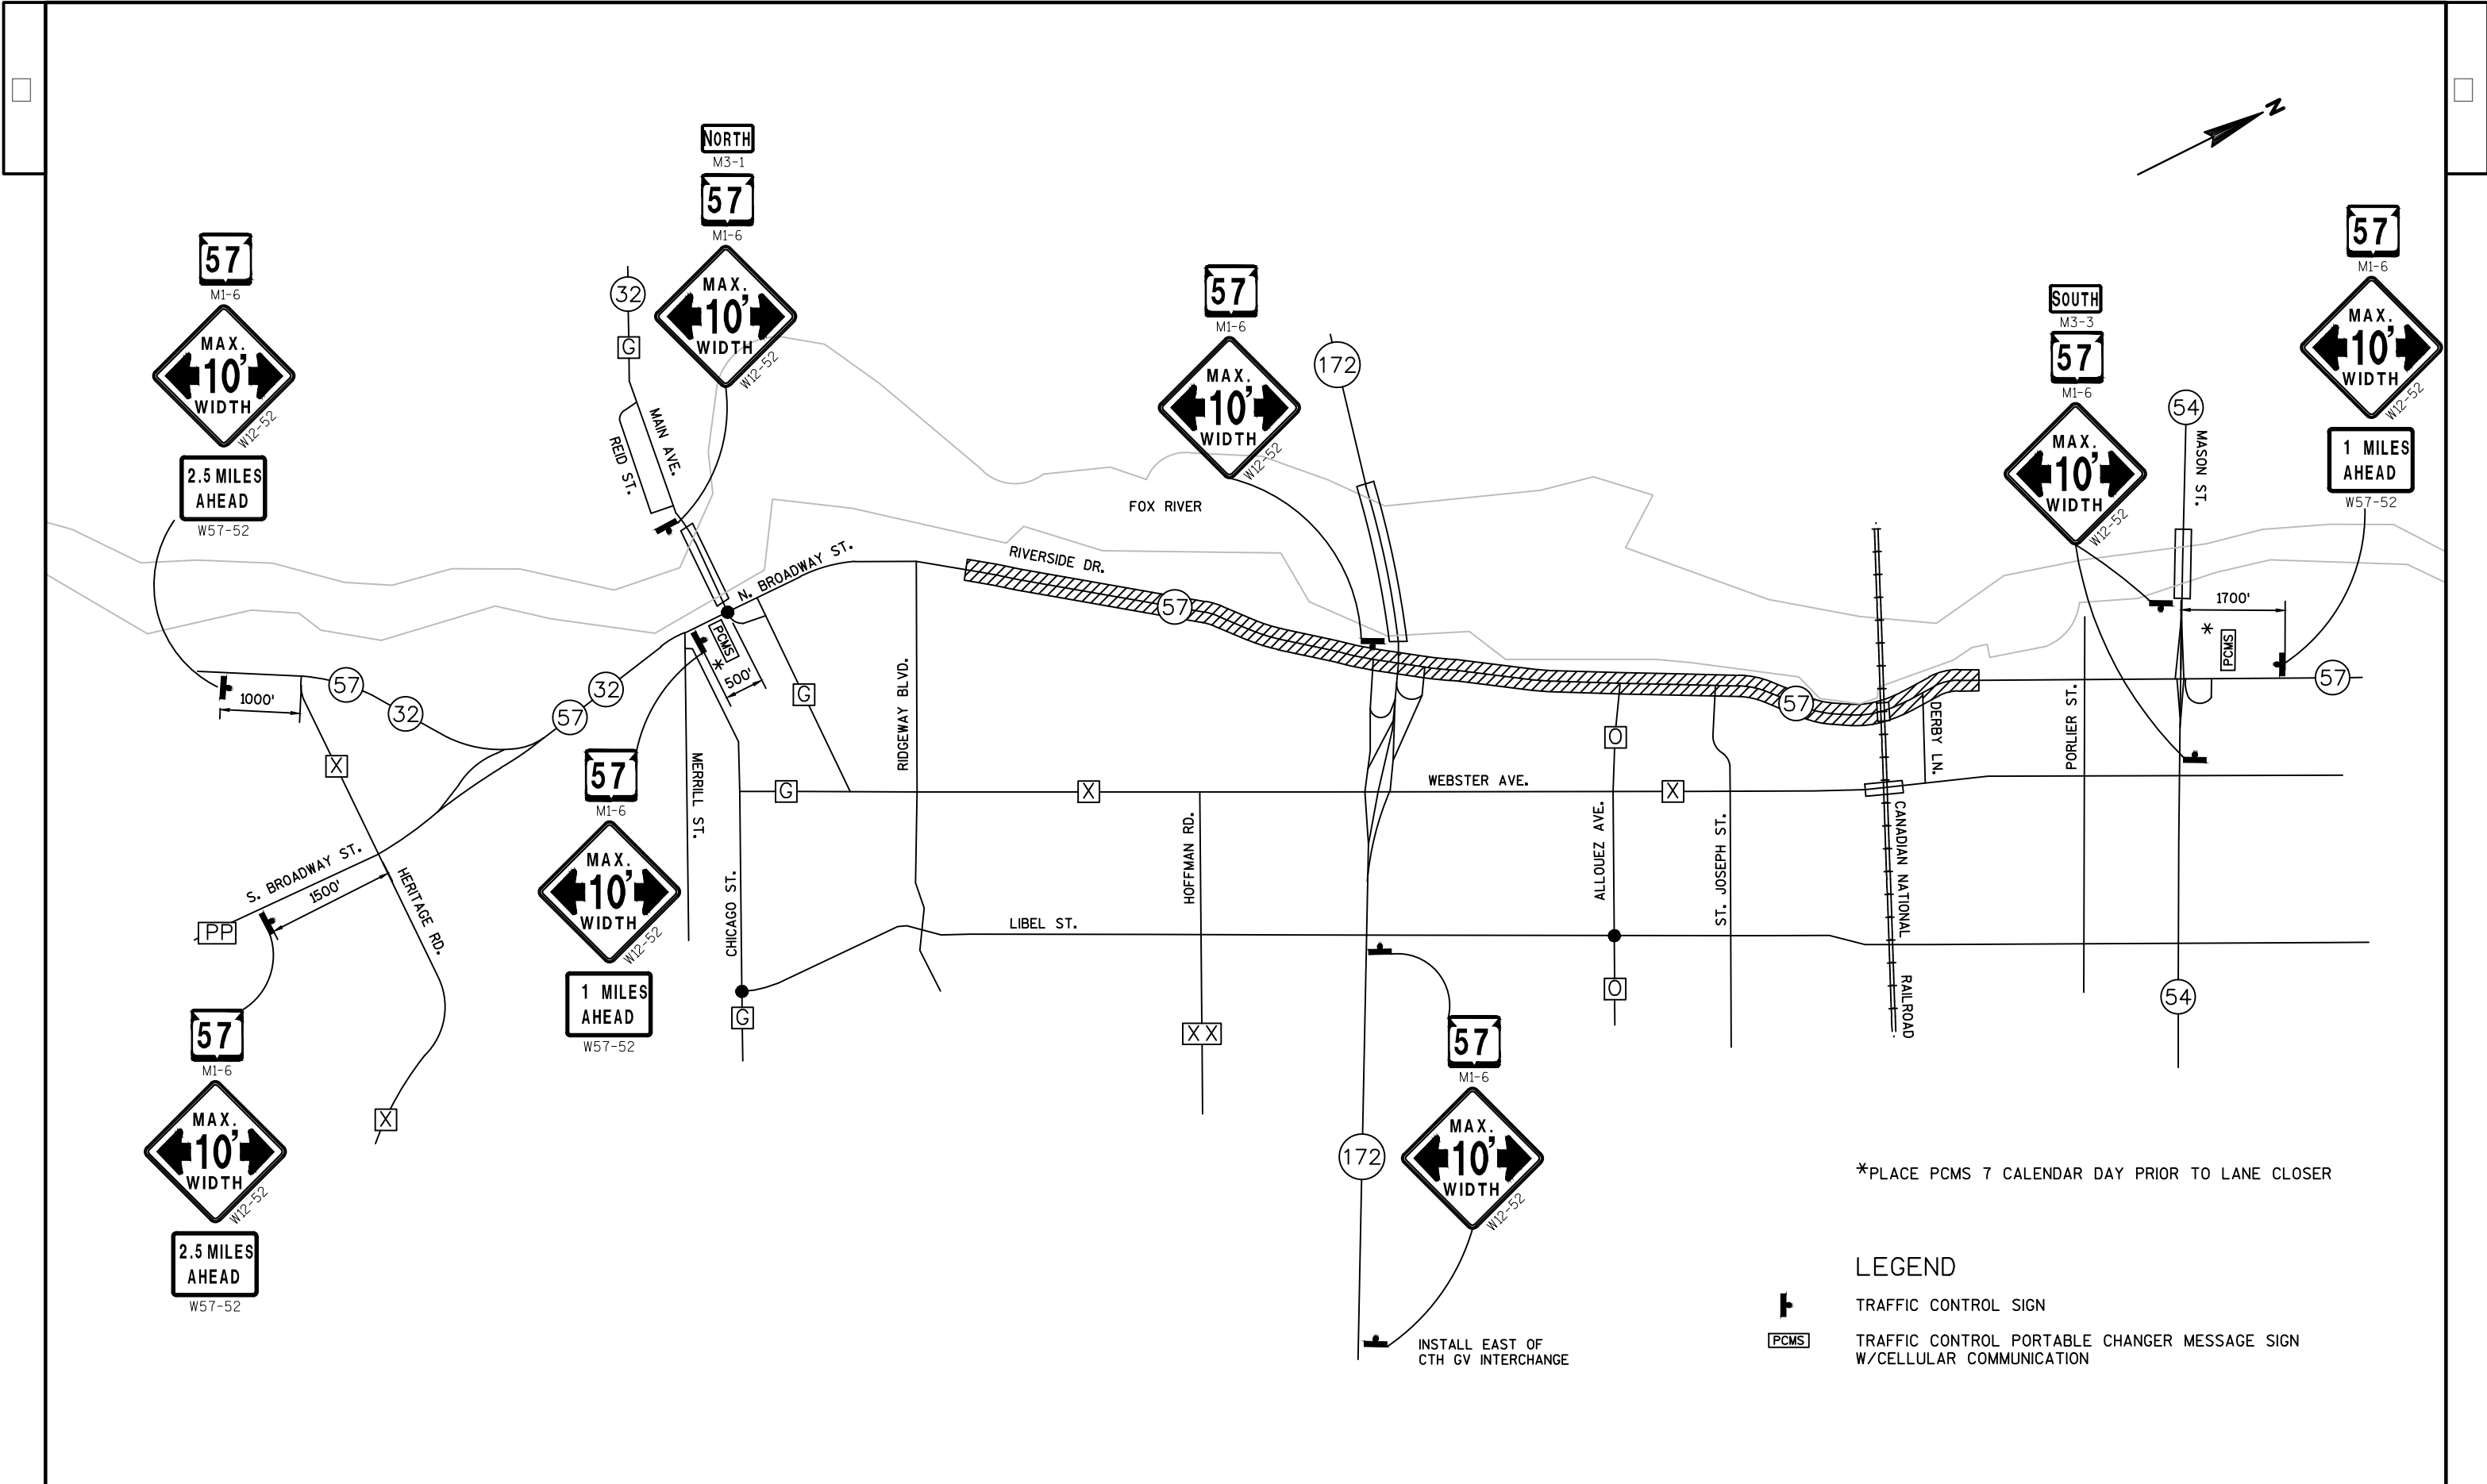 NORTH
M3-1
57
M1-6
MAX.
10'
WIDTH
W12-52
57
M1-6
MAX.
10'
WIDTH
W12-52
2.5 MILES
AHEAD
W57-52
32
G
MAIN AVE.
REID ST.
57
M1-6
MAX.
10'
WIDTH
W12-52
172
FOX RIVER
SOUTH
M3-3
57
M1-6
MAX.
10'
WIDTH
W12-52
54
MASON ST.
57
M1-6
MAX.
10'
WIDTH
W12-52
1 MILES
AHEAD
W57-52
N
1700'
*
PCMS
57
N. BROADWAY ST.
RIVERSIDE DR.
57
57
PCMS
*
500'
G
1000'
57
32
57
32
X
RIDGEWAY BLVD.
MERRILL ST.
57
M1-6
MAX.
10'
WIDTH
W12-52
1 MILES
AHEAD
W57-52
G
X
WEBSTER AVE.
X
O
DERBY LN.
PORLIER ST.
HOFFMAN RD.
ALLOUEZ AVE.
ST. JOSEPH ST.
CANADIAN NATIONAL
RAILROAD
S. BROADWAY ST.
1500'
HERITAGE RD.
PP
CHICAGO ST.
LIBEL ST.
G
XX
O
54
57
M1-6
MAX.
10'
WIDTH
W12-52
2.5 MILES
AHEAD
W57-52
X
57
M1-6
MAX.
10'
WIDTH
W12-52
172
INSTALL EAST OF
CTH GV INTERCHANGE
*PLACE PCMS 7 CALENDAR DAY PRIOR TO LANE CLOSER
LEGEND
TRAFFIC CONTROL SIGN
PCMS
TRAFFIC CONTROL PORTABLE CHANGER MESSAGE SIGN
W/CELLULAR COMMUNICATION